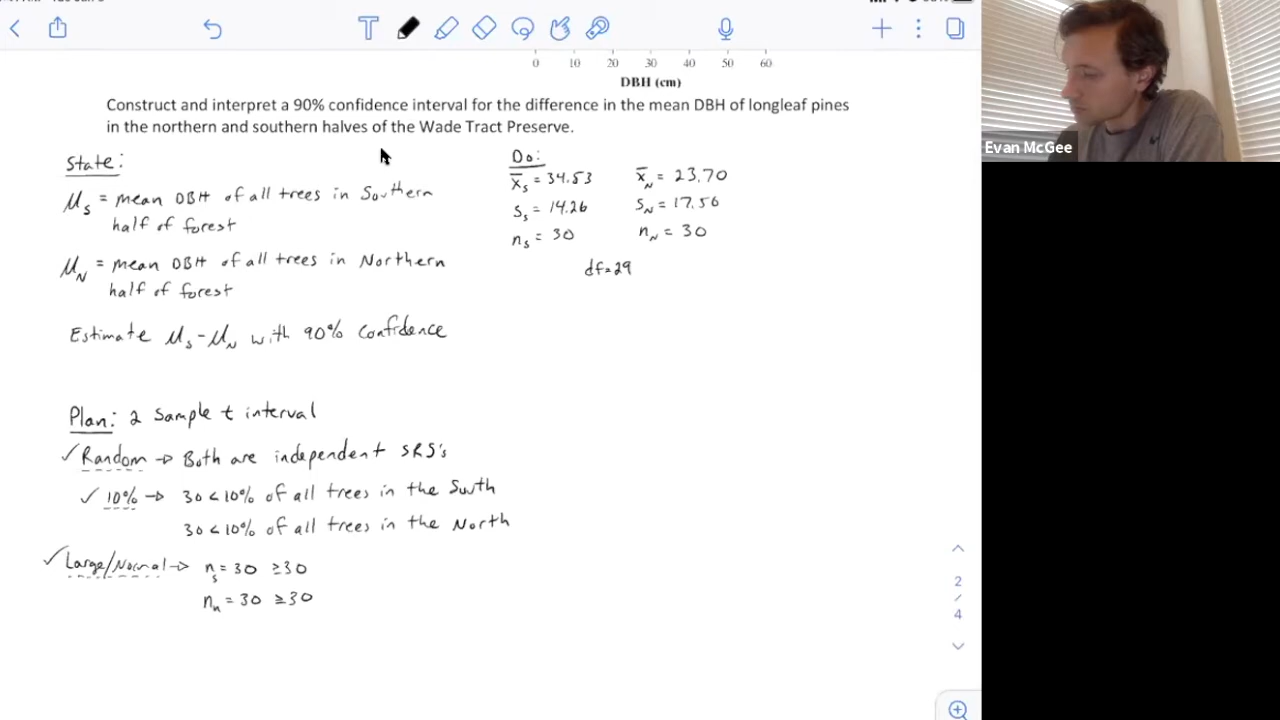 0 10 20 30 40 50 60
DBH (cm)
Construct and interpret a 90% confidence interval for the difference in the mean DBH of longleaf pines
in the northern and southern halves of the Wade Tract Preserve.
State:
μS = mean DBH of all trees in Southern
half of forest
μN = mean DBH of all trees in Northern
half of forest
Estimate μS - μN with 90% confidence
Plan: 2 Sample t interval
✓Random → Both are independent SRS's
✓10% → 30 < 10% of all trees in the South
30 < 10% of all trees in the North
✓Large/Normal → ns = 30 ≥30
nn = 30 ≥30
Do:
x̄S = 34.53 x̄N = 23.70
sS = 14.26 sN = 17.50
nS = 30 nN = 30
df=29
Evan McGee
2
/
4